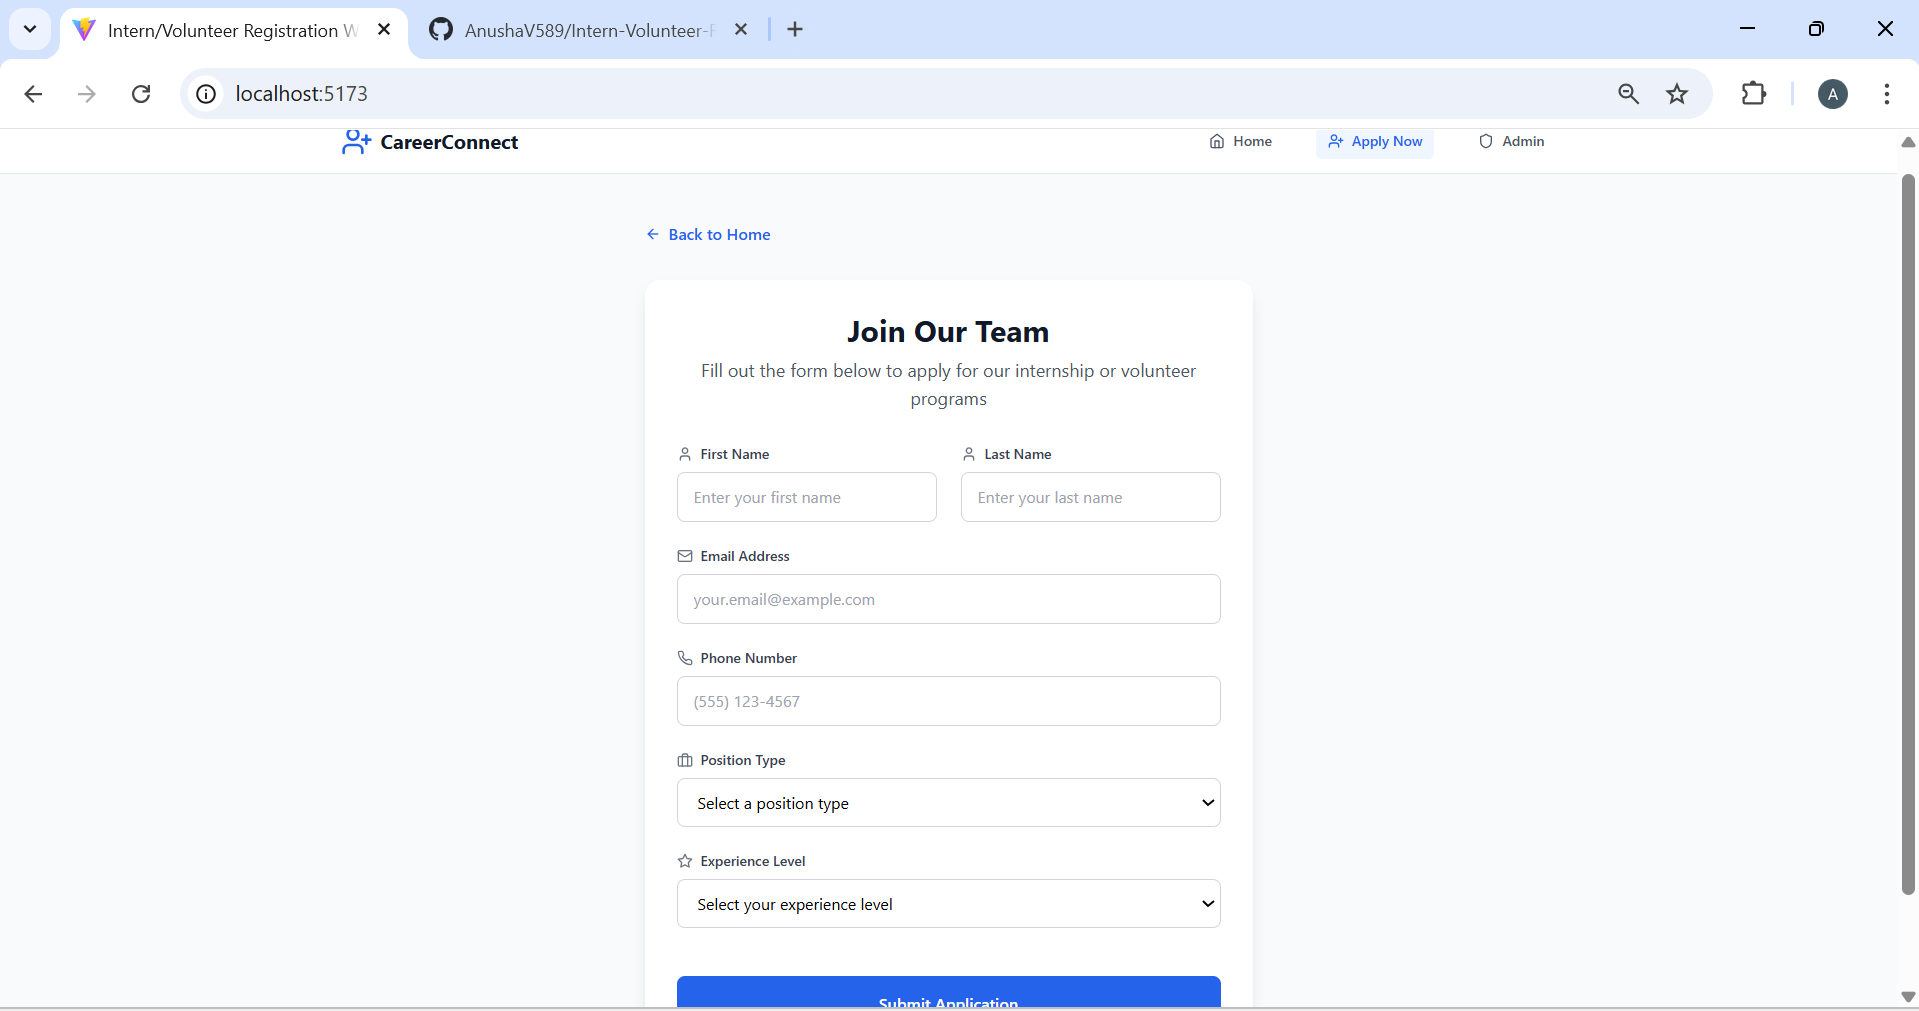 Intern/Volunteer Registration W
AnushaV589/Intern-Volunteer-R
localhost:5173
A
CareerConnect
Home
Apply Now
Admin
Back to Home
Join Our Team
Fill out the form below to apply for our internship or volunteer
programs
First Name
Last Name
Enter your first name
Enter your last name
Email Address
your.email@example.com
Phone Number
(555) 123-4567
Position Type
Select a position type
Experience Level
Select your experience level
Submit Application